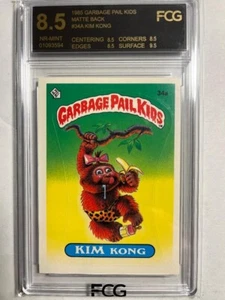 8.5
NM-MINT
1985 GARBAGE PAIL KIDS
MATTE BACK
#34A KIM KONG
CENTERING 8.5 CORNERS 8.5
EDGES 8.5 SURFACE 8.5
FCG
34a
GARBAGE PAIL KIDS
KIM KONG
FCG